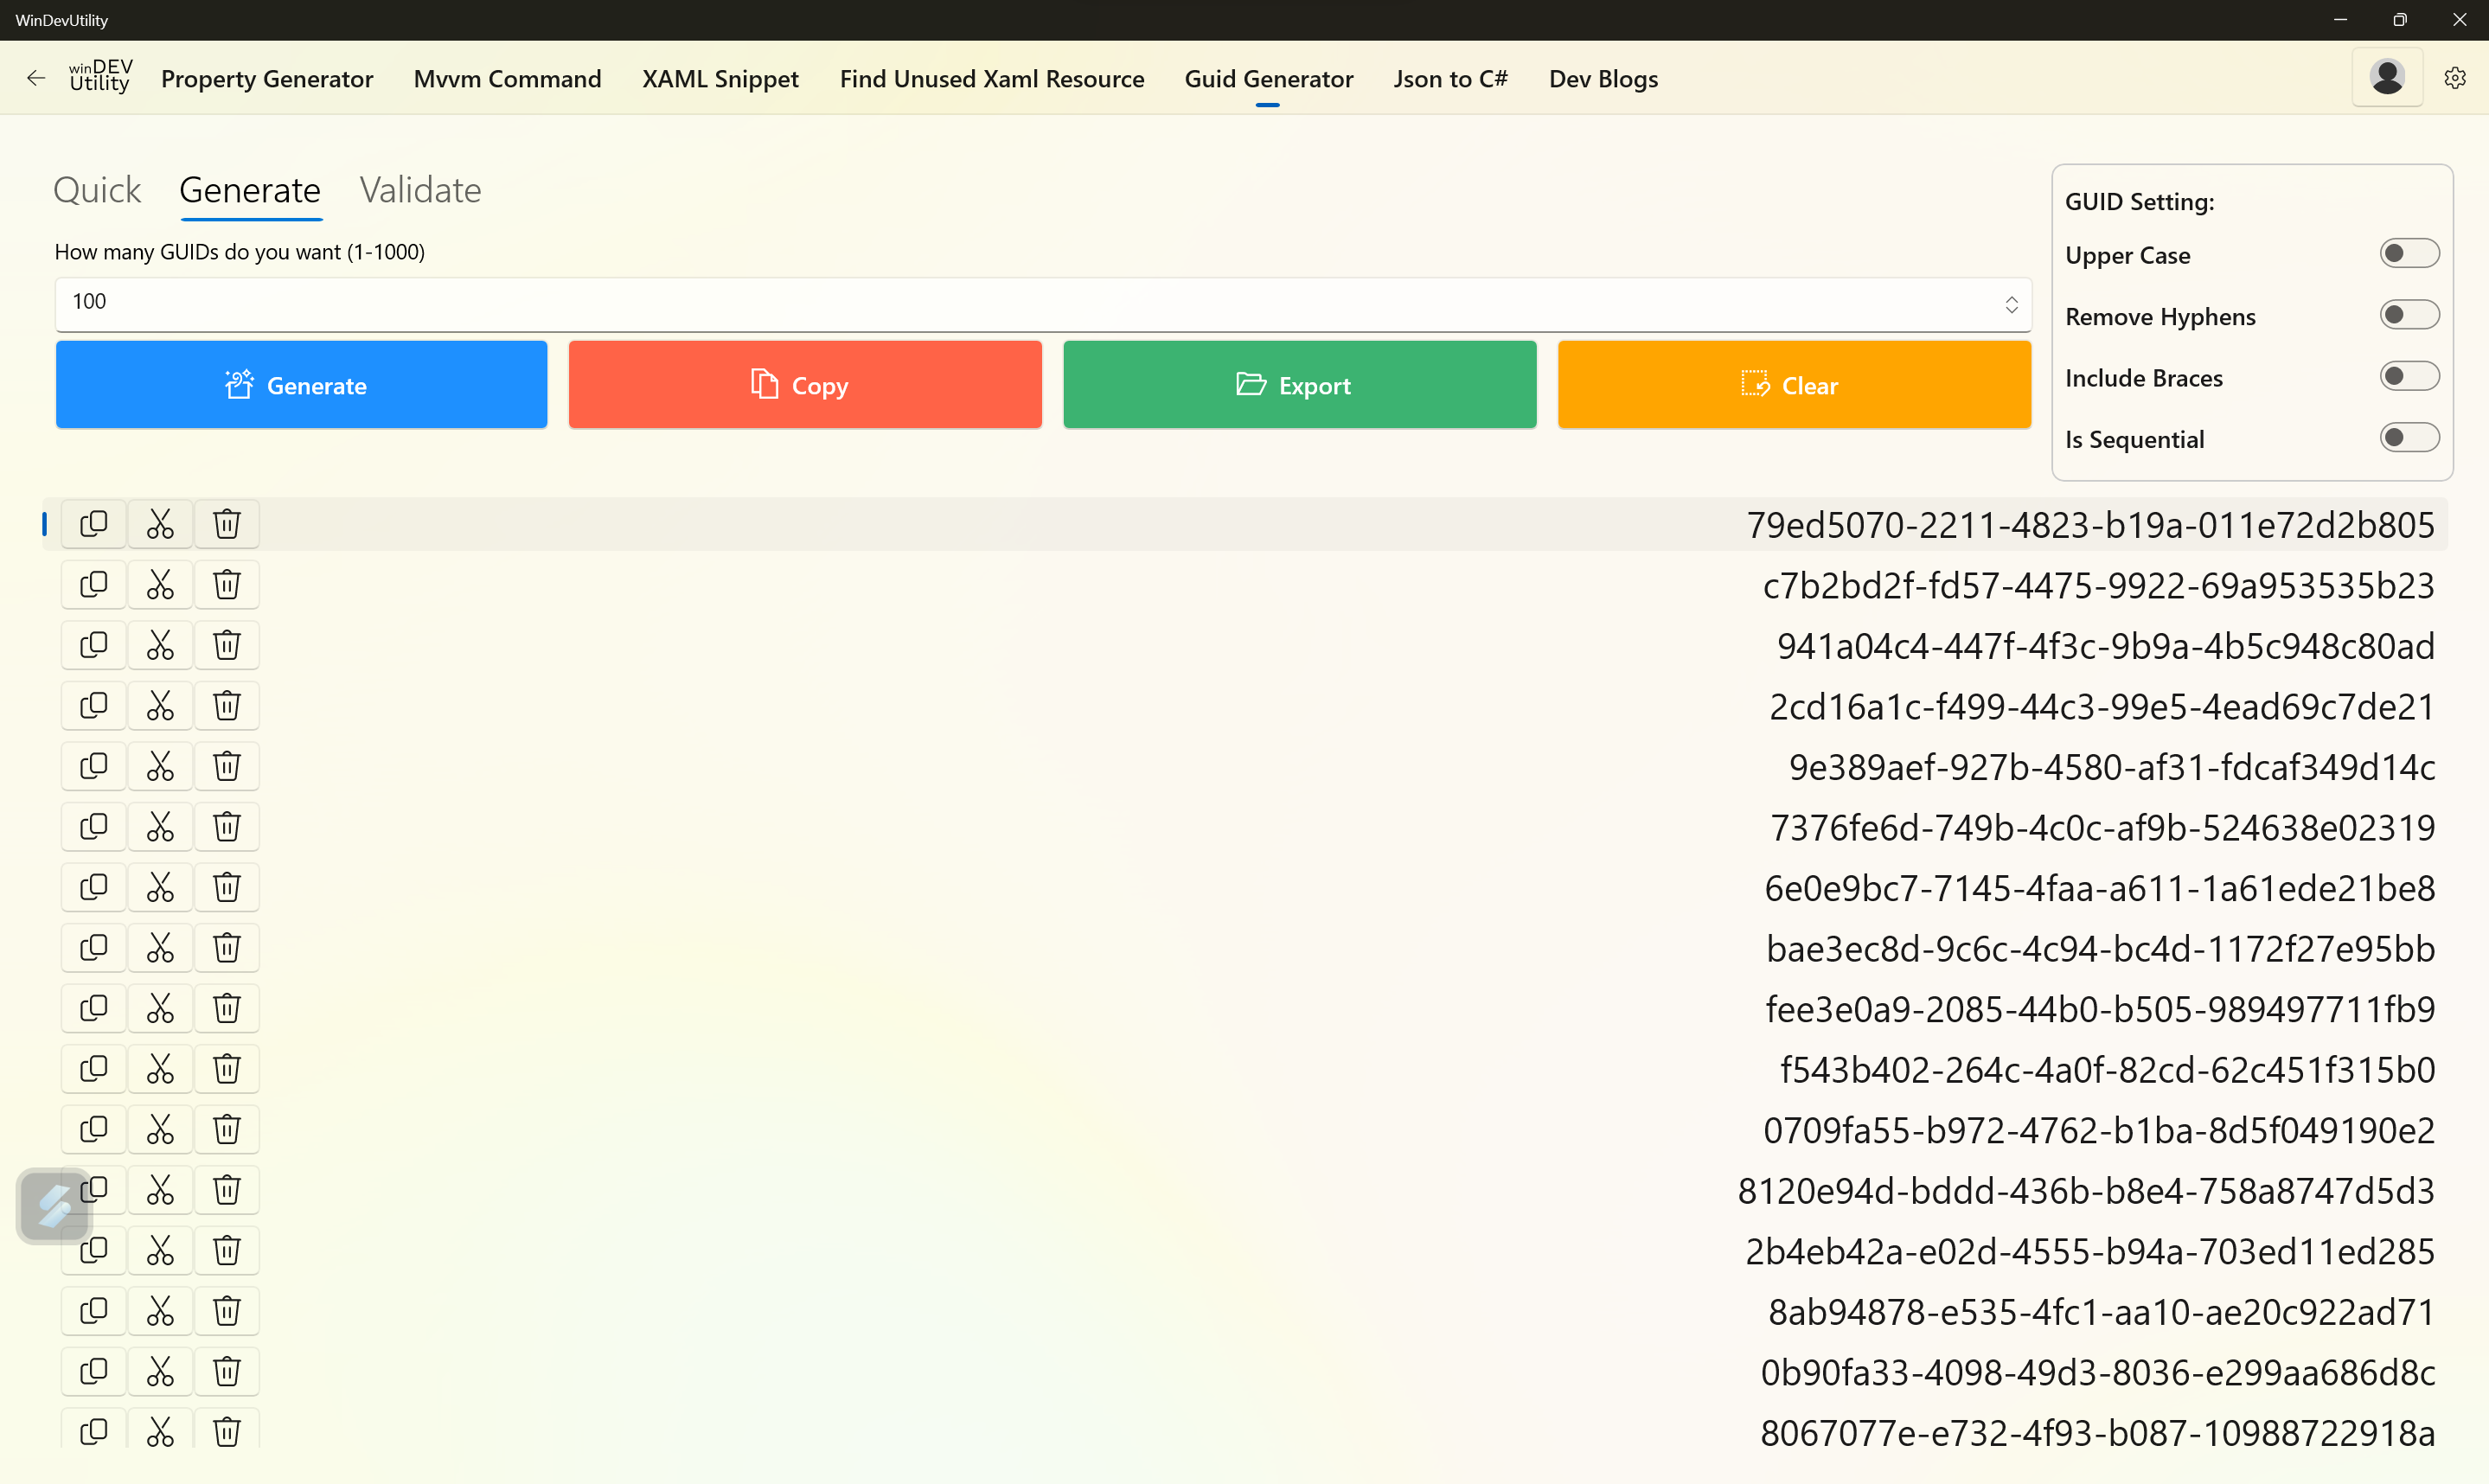 WinDevUtility
winDEV
Utility
Property Generator
Mvvm Command
XAML Snippet
Find Unused Xaml Resource
Guid Generator
Json to C#
Dev Blogs
Quick
Generate
Validate
How many GUIDs do you want (1-1000)
100
Generate
Copy
Export
Clear
GUID Setting:
Upper Case
Remove Hyphens
Include Braces
Is Sequential
79ed5070-2211-4823-b19a-011e72d2b805
c7b2bd2f-fd57-4475-9922-69a953535b23
941a04c4-447f-4f3c-9b9a-4b5c948c80ad
2cd16a1c-f499-44c3-99e5-4ead69c7de21
9e389aef-927b-4580-af31-fdcaf349d14c
7376fe6d-749b-4c0c-af9b-524638e02319
6e0e9bc7-7145-4faa-a611-1a61ede21be8
bae3ec8d-9c6c-4c94-bc4d-1172f27e95bb
fee3e0a9-2085-44b0-b505-989497711fb9
f543b402-264c-4a0f-82cd-62c451f315b0
0709fa55-b972-4762-b1ba-8d5f049190e2
8120e94d-bddd-436b-b8e4-758a8747d5d3
2b4eb42a-e02d-4555-b94a-703ed11ed285
8ab94878-e535-4fc1-aa10-ae20c922ad71
0b90fa33-4098-49d3-8036-e299aa686d8c
8067077e-e732-4f93-b087-10988722918a